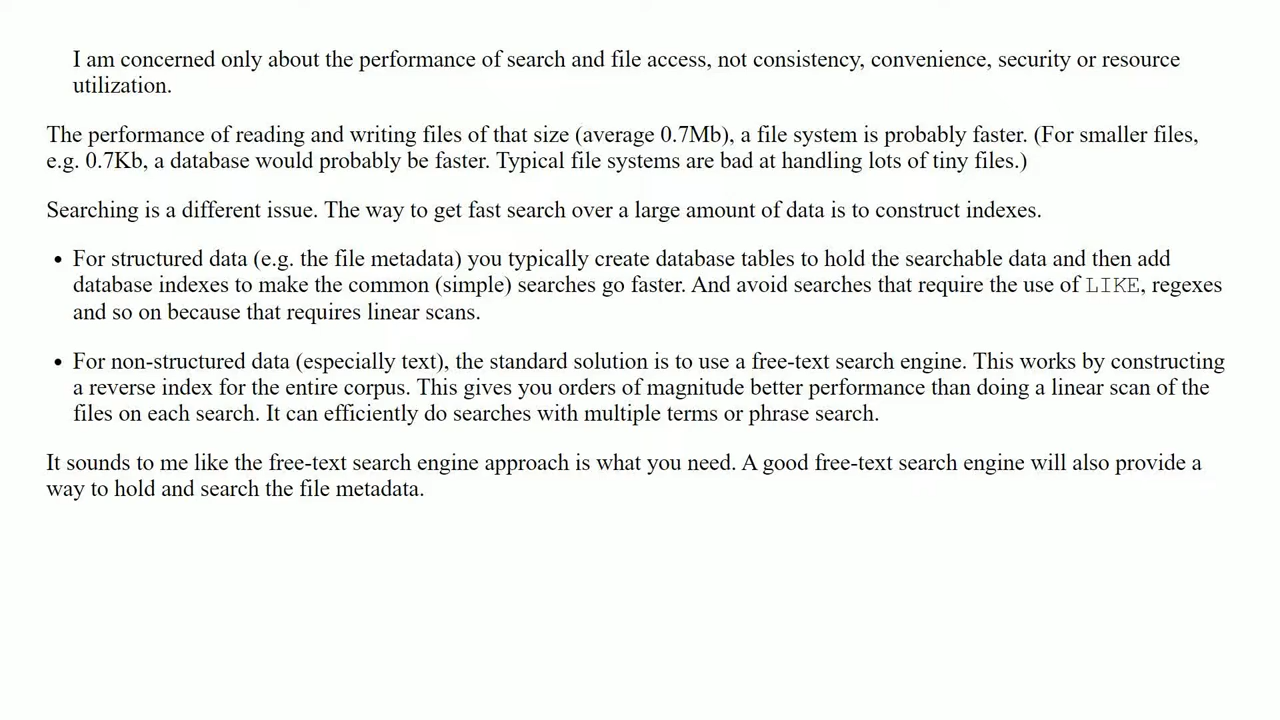 I am concerned only about the performance of search and file access, not consistency, convenience, security or resource
utilization.
The performance of reading and writing files of that size (average 0.7Mb), a file system is probably faster. (For smaller files,
e.g. 0.7Kb, a database would probably be faster. Typical file systems are bad at handling lots of tiny files.)
Searching is a different issue. The way to get fast search over a large amount of data is to construct indexes.
• For structured data (e.g. the file metadata) you typically create database tables to hold the searchable data and then add
database indexes to make the common (simple) searches go faster. And avoid searches that require the use of LIKE, regexes
and so on because that requires linear scans.
• For non-structured data (especially text), the standard solution is to use a free-text search engine. This works by constructing
a reverse index for the entire corpus. This gives you orders of magnitude better performance than doing a linear scan of the
files on each search. It can efficiently do searches with multiple terms or phrase search.
It sounds to me like the free-text search engine approach is what you need. A good free-text search engine will also provide a
way to hold and search the file metadata.